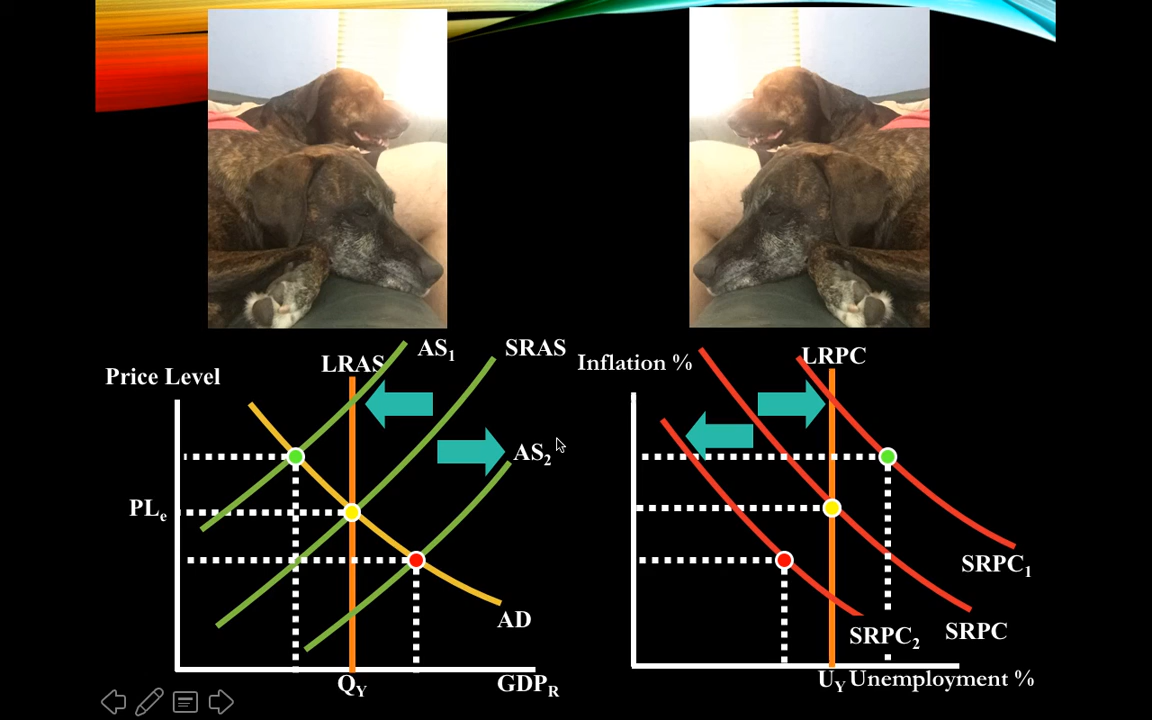 Price Level
LRAS
AS1
SRAS
AS2
PLe
AD
QY
GDPR
Inflation %
LRPC
SRPC1
SRPC2
SRPC
UY
Unemployment %